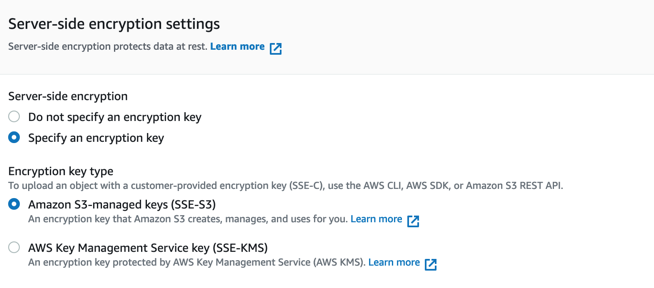 Server-side encryption settings
Server-side encryption protects data at rest. Learn more
Server-side encryption
Do not specify an encryption key
Specify an encryption key
Encryption key type
To upload an object with a customer-provided encryption key (SSE-C), use the AWS CLI, AWS SDK, or Amazon S3 REST API.
Amazon S3-managed keys (SSE-S3)
An encryption key that Amazon S3 creates, manages, and uses for you. Learn more
AWS Key Management Service key (SSE-KMS)
An encryption key protected by AWS Key Management Service (AWS KMS). Learn more